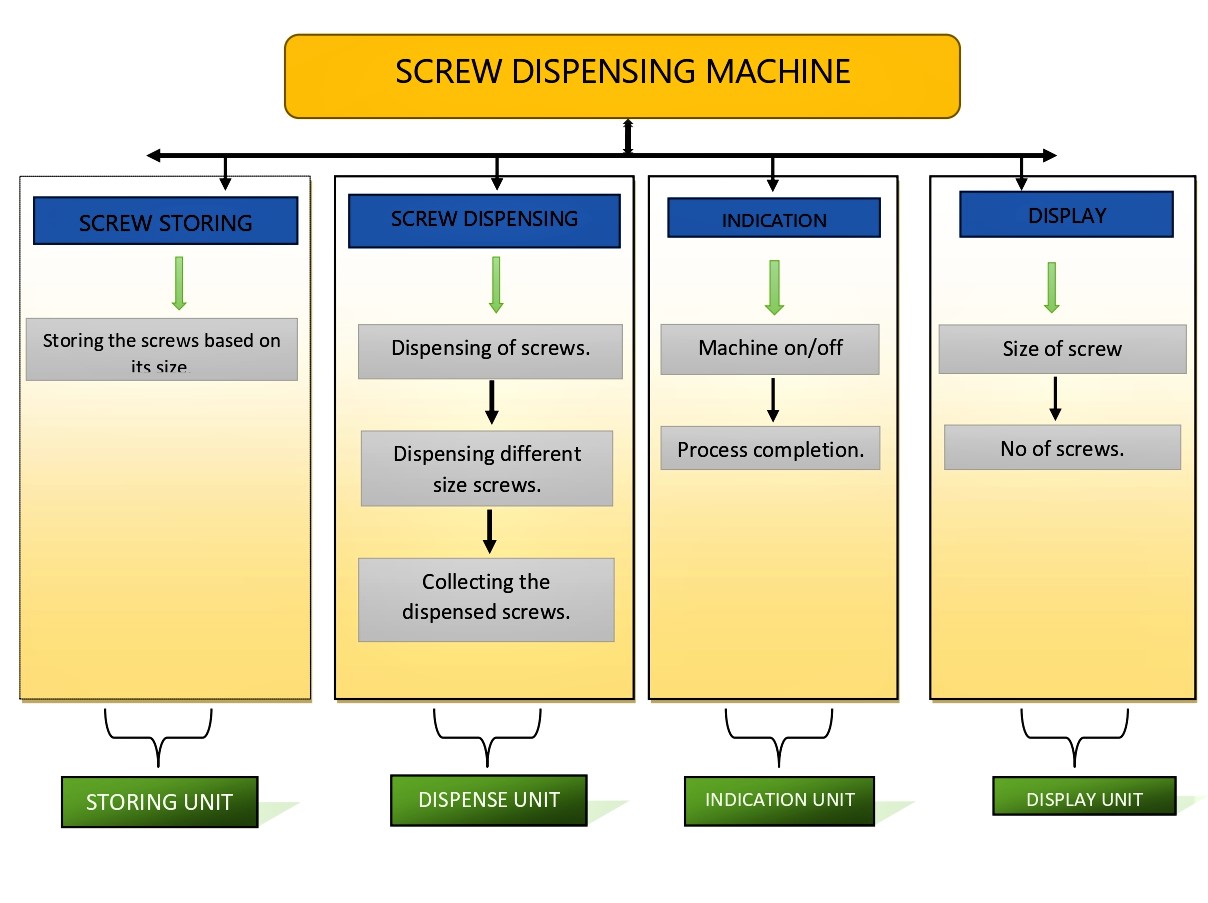 SCREW DISPENSING MACHINE
SCREW STORING
Storing the screws based on
its size
STORING UNIT
SCREW DISPENSING
Dispensing of screws.
Dispensing different
size screws.
Collecting the
dispensed screws.
DISPENSE UNIT
INDICATION
Machine on/off
Process completion.
INDICATION UNIT
DISPLAY
Size of screw
No of screws.
DISPLAY UNIT